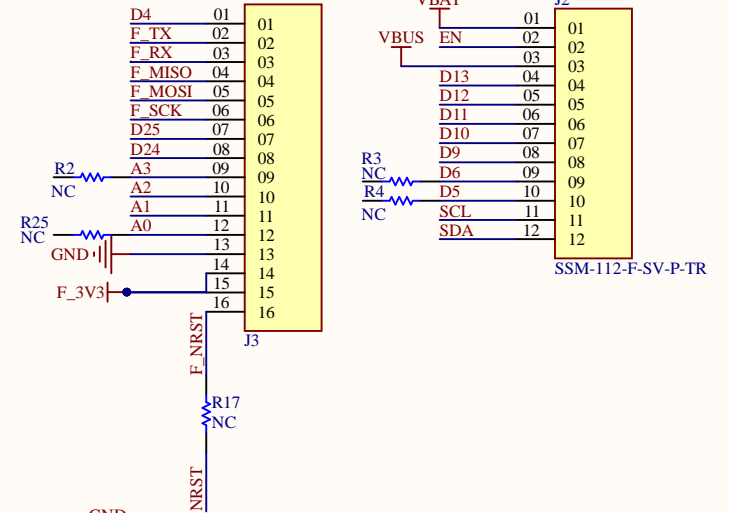 D4 01 01
F_TX 02 02
F_RX 03 03
F_MISO 04 04
F_MOSI 05 05
F_SCK 06 06
D25 07 07
D24 08 08
R2 A3 09 09
NC
A2 10 10
A1 11 11
R25 A0 12 12
NC
GND 13 13
14 14
F_3V3 15 15
16 16
J3
F_NRST
R17
NC
NRST
GND
VBAT J2
01 01
VBUS EN 02 02
03 03
D13 04 04
D12 05 05
D11 06 06
D10 07 07
D9 08 08
R3
NC D6 09 09
R4 D5 10 10
NC
SCL 11 11
SDA 12 12
SSM-112-F-SV-P-TR